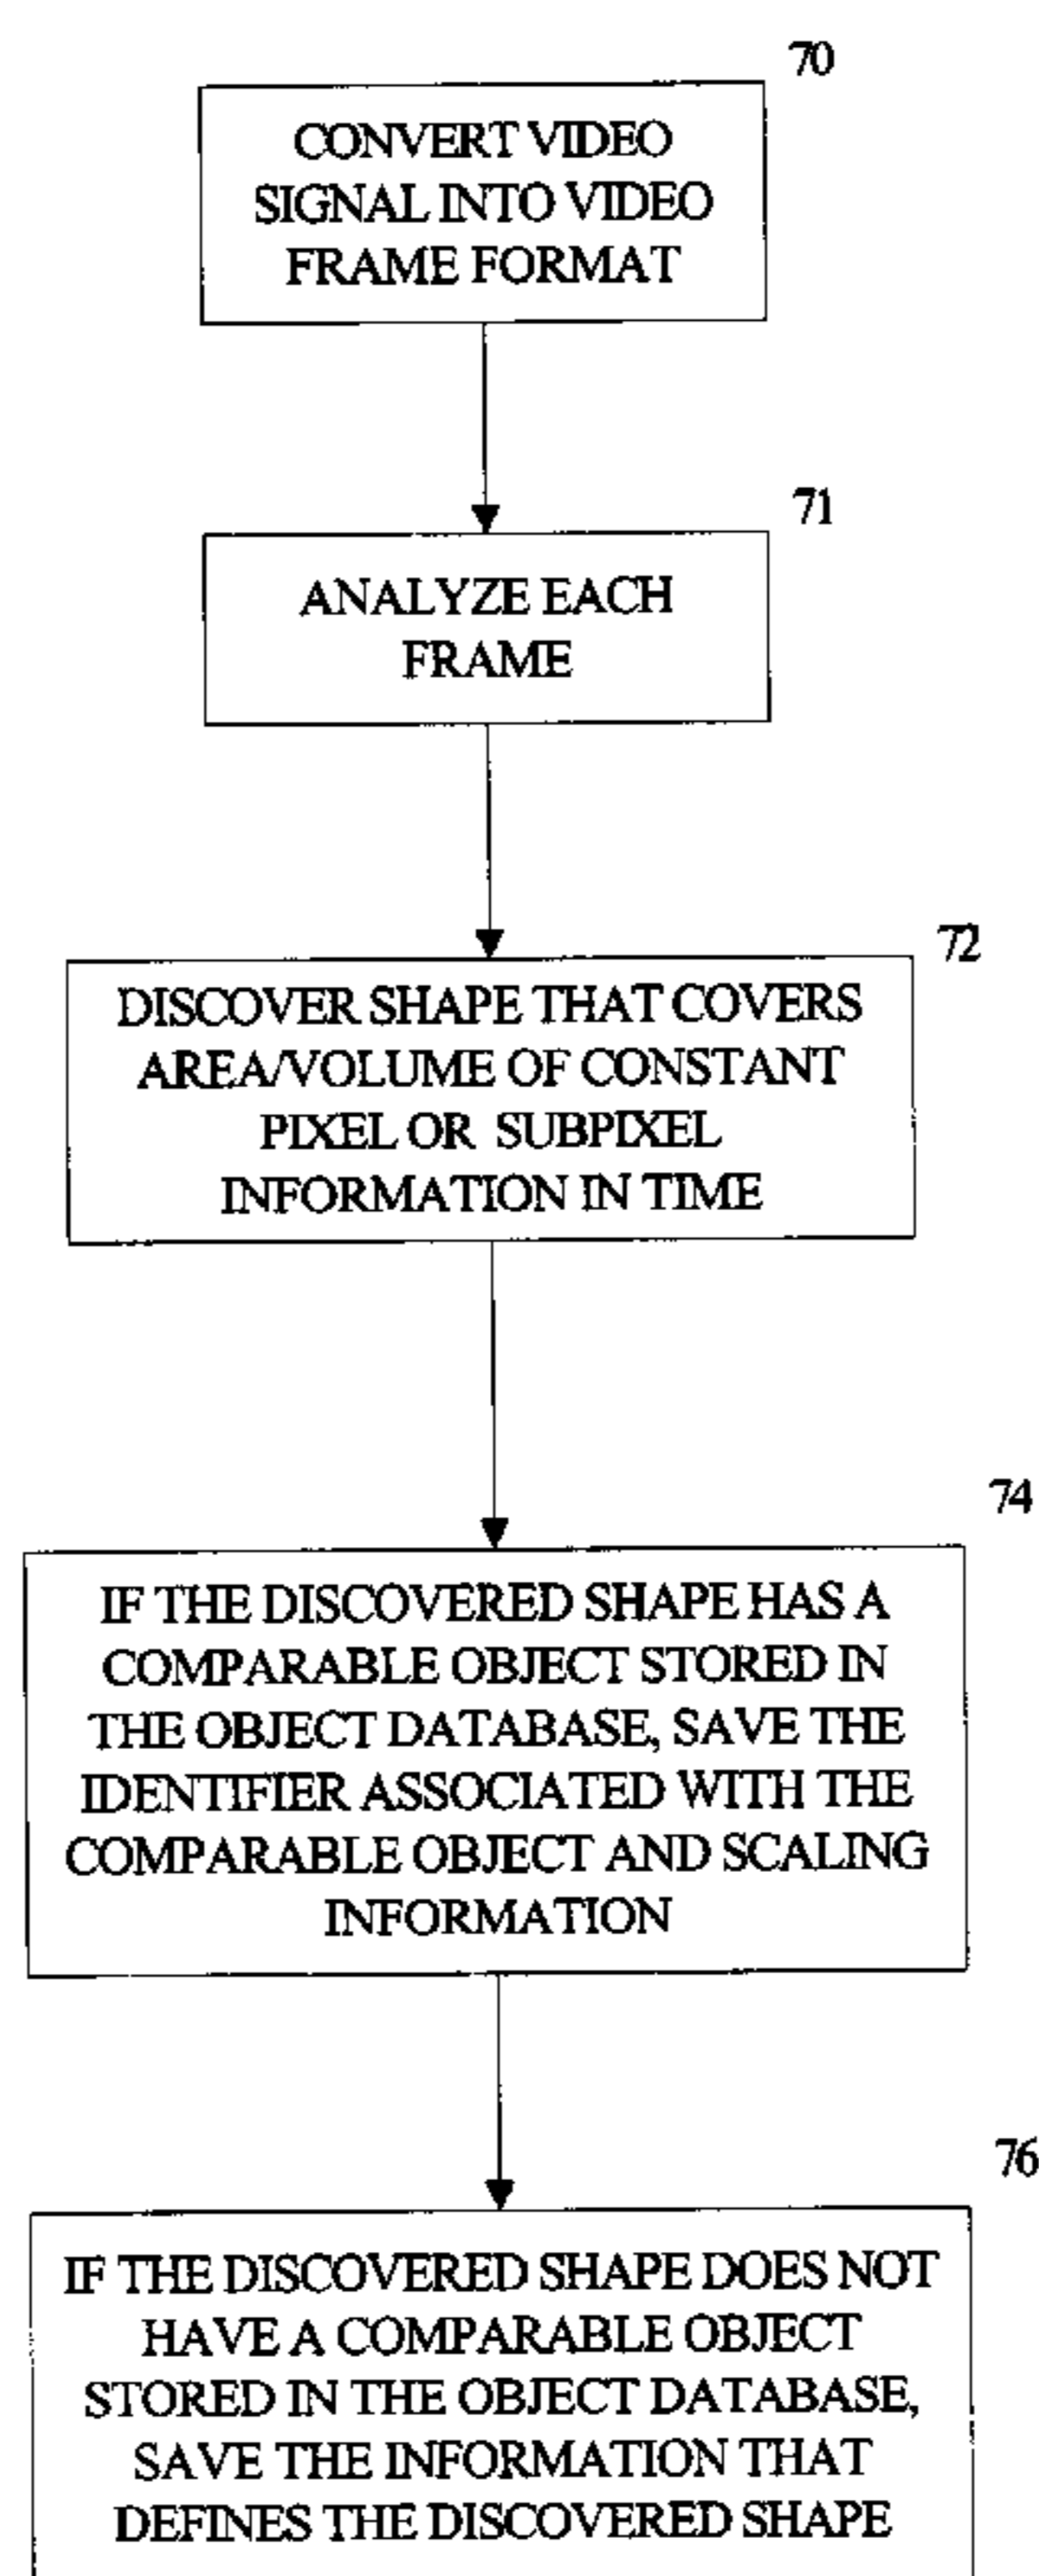 70
CONVERT VIDEO
SIGNAL INTO VIDEO
FRAME FORMAT
71
ANALYZE EACH
FRAME
72
DISCOVER SHAPE THAT COVERS
AREA/VOLUME OF CONSTANT
PIXEL OR SUBPIXEL
INFORMATION IN TIME
74
IF THE DISCOVERED SHAPE HAS A
COMPARABLE OBJECT STORED IN
THE OBJECT DATABASE, SAVE THE
IDENTIFIER ASSOCIATED WITH THE
COMPARABLE OBJECT AND SCALING
INFORMATION
76
IF THE DISCOVERED SHAPE DOES NOT
HAVE A COMPARABLE OBJECT
STORED IN THE OBJECT DATABASE,
SAVE THE INFORMATION THAT
DEFINES THE DISCOVERED SHAPE